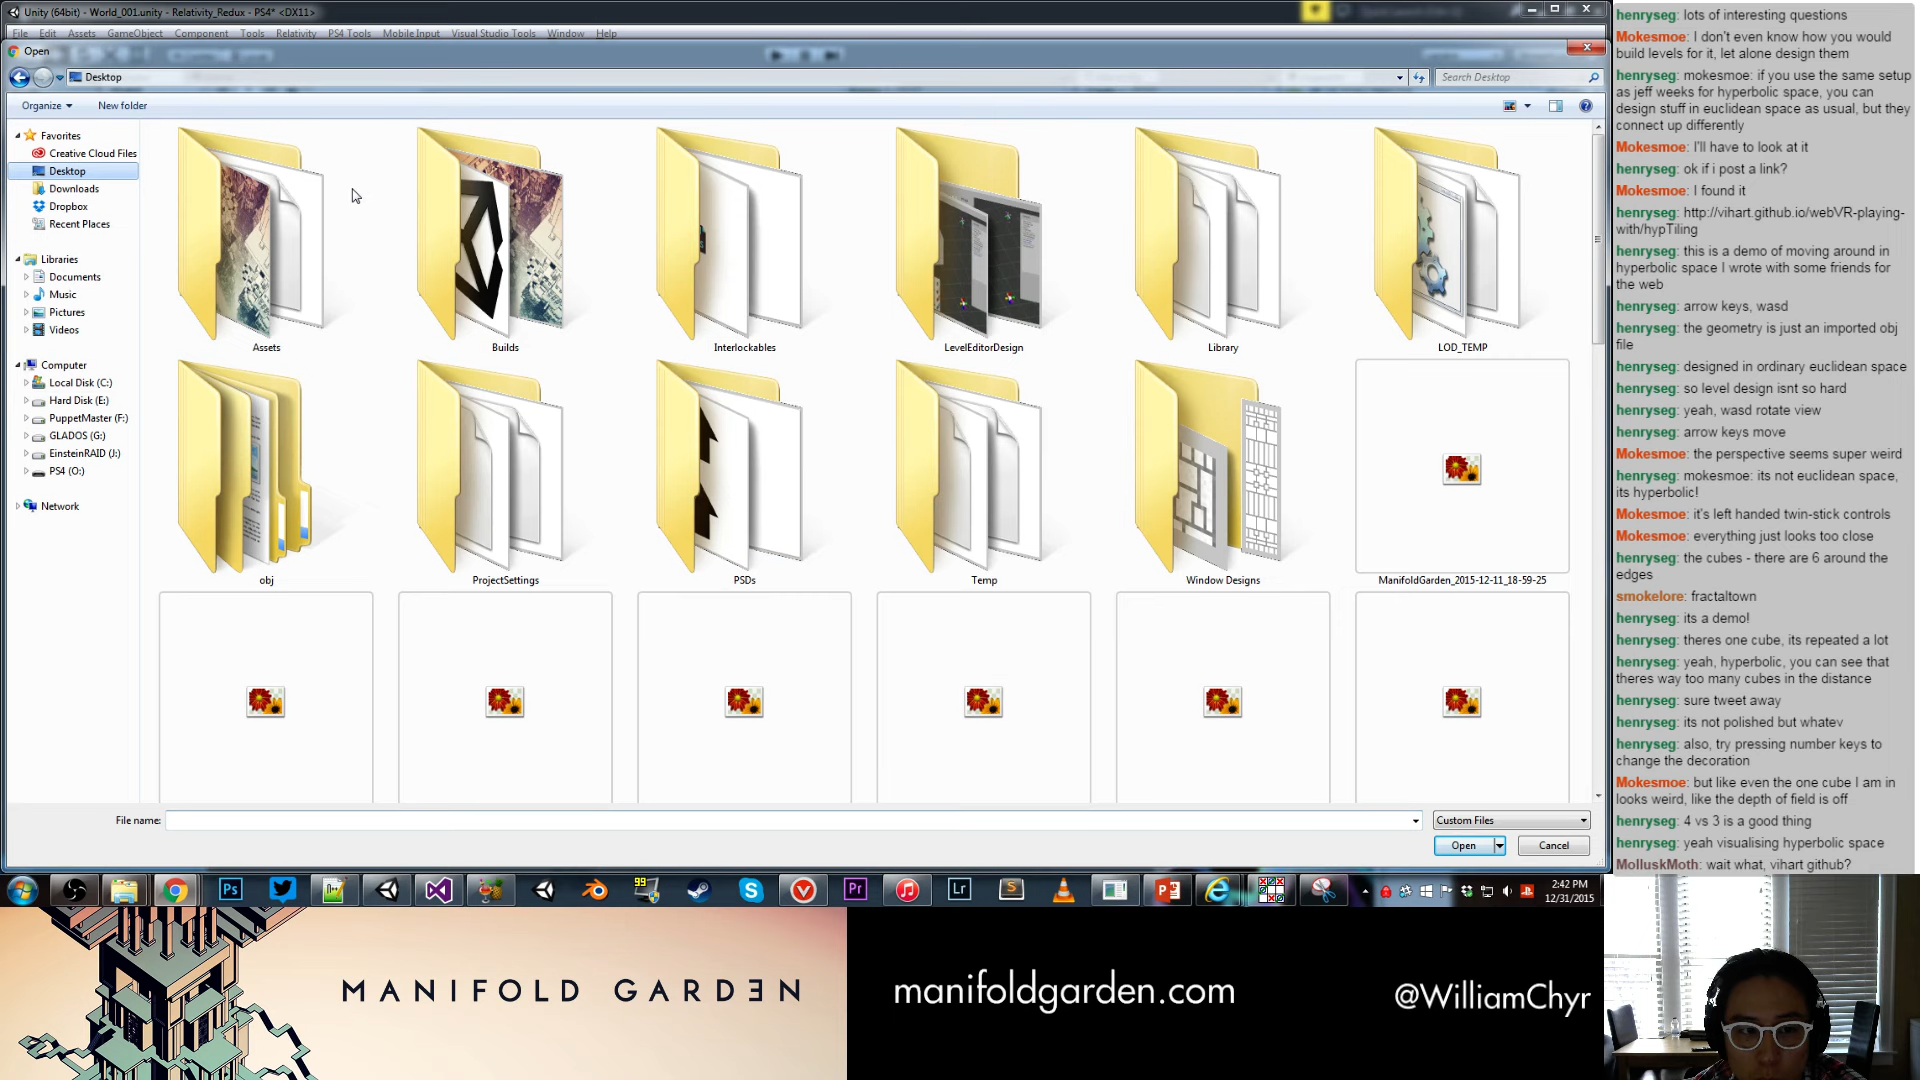 Unity (64bit) - World_001.unity - Relativity_Redux - PS4* <DX11>
File Edit Assets GameObject Component Tools Relativity PS4 Tools Mobile Input Visual Studio Tools Window Help
Open
Desktop
Search Desktop
Organize
New folder
Favorites
Creative Cloud Files
Desktop
Downloads
Dropbox
Recent Places
Libraries
Documents
Music
Pictures
Videos
Computer
Local Disk (C:)
Hard Disk (E:)
PuppetMaster (F:)
GLADOS (G:)
EinsteinRAID (J:)
PS4 (O:)
Network
Assets
Builds
Interlockables
LevelEditorDesign
Library
LOD_TEMP
obj
ProjectSettings
PSDs
Temp
Window Designs
ManifoldGarden_2015-12-11_18-59-25
File name:
Custom Files
Open
Cancel
henryseg: lots of interesting questions
Mokesmoe: I don't even know how you would
build levels for it, let alone design them
henryseg: mokesmoe: if you use the same setup
as jeff weeks for hyperbolic space, you can
design stuff in euclidean space as usual, but they
connect up differently
Mokesmoe: I'll have to look at it
henryseg: ok if i post a link?
Mokesmoe: I found it
henryseg: http://vihart.github.io/webVR-playing-
with/hypTiling
henryseg: this is a demo of moving around in
hyperbolic space I wrote with some friends for
the web
henryseg: arrow keys, wasd
henryseg: the geometry is just an imported obj
file
henryseg: designed in ordinary euclidean space
henryseg: so level design isnt so hard
henryseg: yeah, wasd rotate view
henryseg: arrow keys move
Mokesmoe: the perspective seems super weird
henryseg: mokesmoe: its not euclidean space,
its hyperbolic!
Mokesmoe: it's left handed twin-stick controls
Mokesmoe: everything just looks too close
henryseg: the cubes - there are 6 around the
edges
smokelore: fractaltown
henryseg: its a demo!
henryseg: theres one cube, its repeated a lot
henryseg: yeah, hyperbolic, you can see that
theres way too many cubes in the distance
henryseg: sure tweet away
henryseg: its not polished but whatev
henryseg: also, try pressing number keys to
change the decoration
Mokesmoe: but like even the one cube I am in
looks weird, like the depth of field is off
henryseg: 4 vs 3 is a good thing
henryseg: yeah visualising hyperbolic space
MolluskMoth: wait what, vihart github?
Ps
99
Pr
Lr
S
2:42 PM
12/31/2015
MANIFOLD GARDƎN
manifoldgarden.com
@WilliamChyr